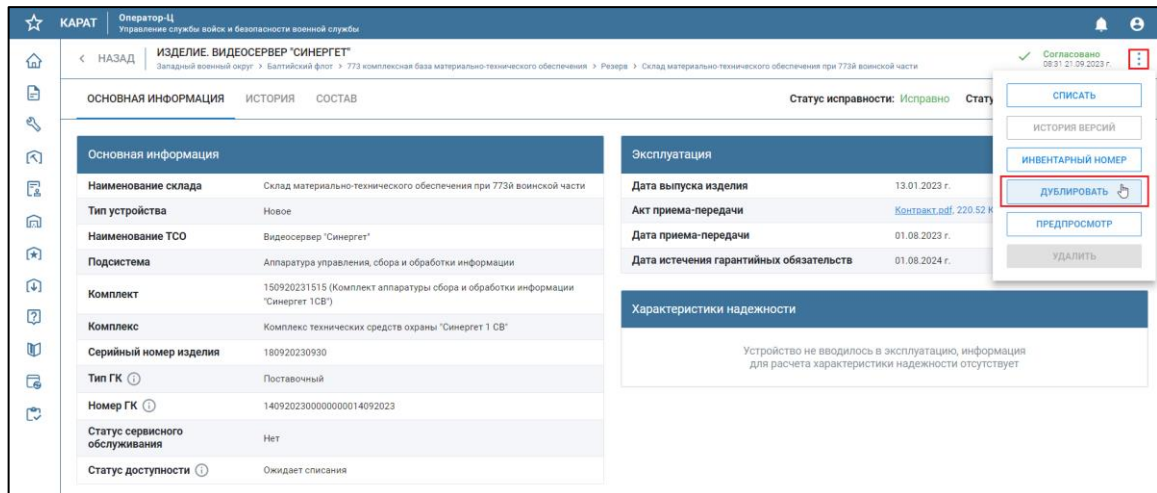 КАРАТ
Оператор-Ц
Управление службы войск и безопасности военной службы
НАЗАД
ИЗДЕЛИЕ. ВИДЕОСЕРВЕР "СИНЕРГЕТ"
Западный военный округ > Балтийский флот > 773 комплексная база материально-технического обеспечения > Резерв > Склад материально-технического обеспечения при 773й воинской части
Согласовано
08:31 21.09.2023 г.
ОСНОВНАЯ ИНФОРМАЦИЯ ИСТОРИЯ СОСТАВ
Статус исправности: Исправно Стату
СПИСАТЬ
ИСТОРИЯ ВЕРСИЙ
ИНВЕНТАРНЫЙ НОМЕР
ДУБЛИРОВАТЬ
ПРЕДПРОСМОТР
УДАЛИТЬ
Основная информация
Наименование склада Склад материально-технического обеспечения при 773й воинской части
Тип устройства Новое
Наименование ТСО Видеосервер "Синергет"
Подсистема Аппаратура управления, сбора и обработки информации
Комплект 150920231515 (Комплект аппаратуры сбора и обработки информации
"Синергет 1СВ")
Комплекс Комплекс технических средств охраны "Синергет 1 СВ"
Серийный номер изделия 180920230930
Тип ГК Поставочный
Номер ГК 1409202300000000014092023
Статус сервисного
обслуживания Нет
Статус доступности Ожидает списания
Эксплуатация
Дата выпуска изделия 13.01.2023 г.
Акт приема-передачи Контракт.pdf, 220.52 К
Дата приема-передачи 01.08.2023 г.
Дата истечения гарантийных обязательств 01.08.2024 г.
Характеристики надежности
Устройство не вводилось в эксплуатацию, информация
для расчета характеристики надежности отсутствует